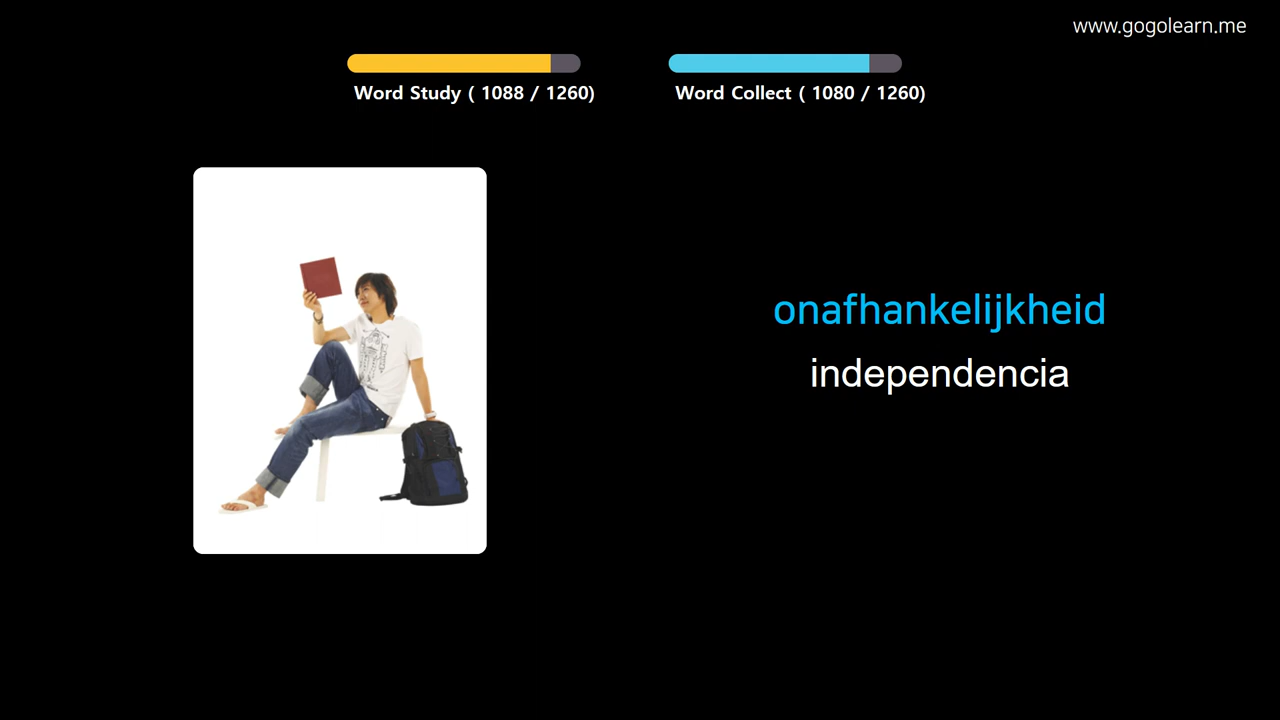 www.gogolearn.me
Word Study ( 1088 / 1260)
Word Collect ( 1080 / 1260)
onafhankelijkheid
independencia